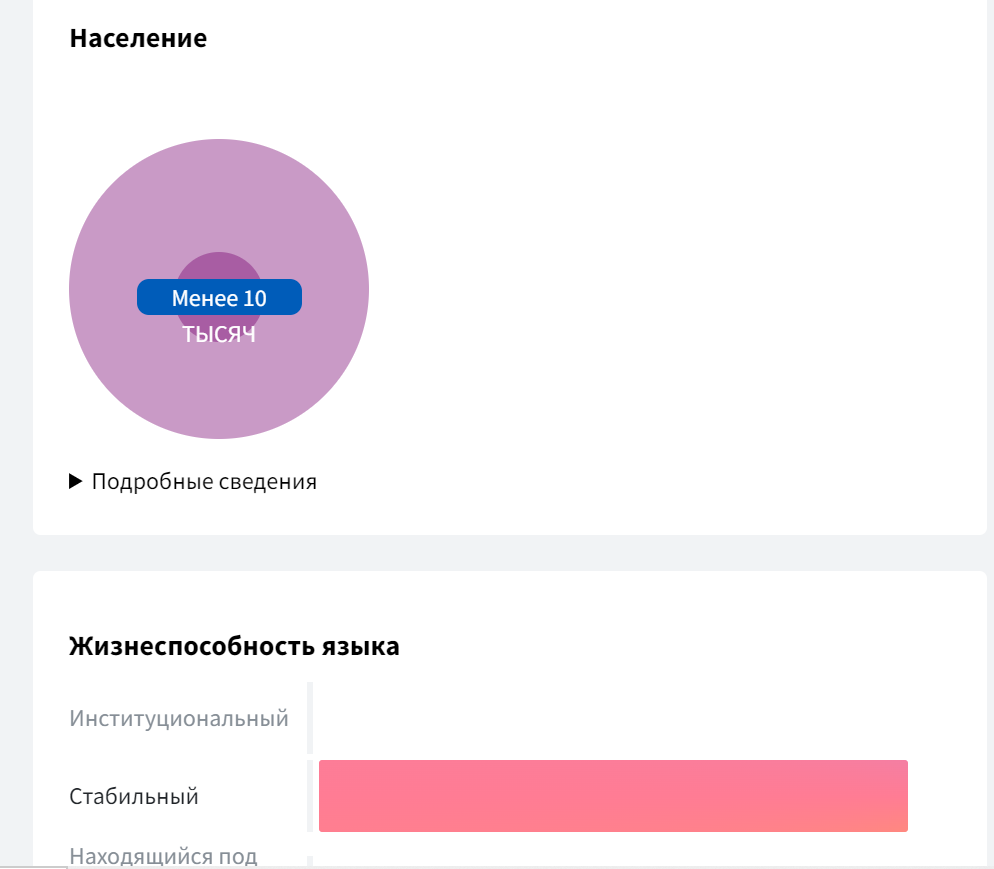 Население
Менее 10
тысяч
Подробные сведения
Жизнеспособность языка
Институциональный
Стабильный
Находящийся под